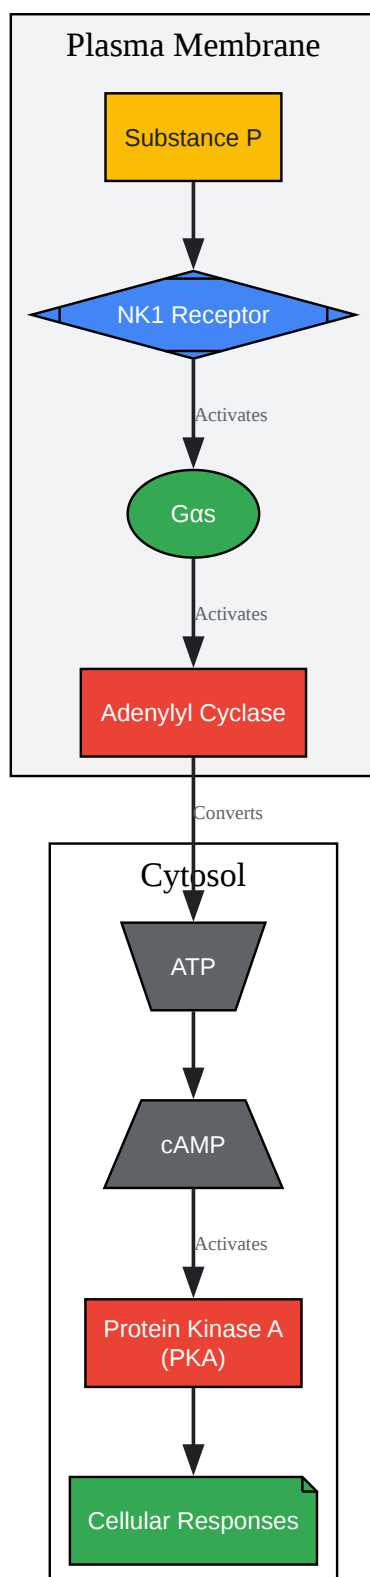 Plasma Membrane
Substance P
NK1 Receptor
Activates
Gαs
Activates
Adenylyl Cyclase
Converts
Cytosol
ATP
cAMP
Activates
Protein Kinase A
(PKA)
Cellular Responses